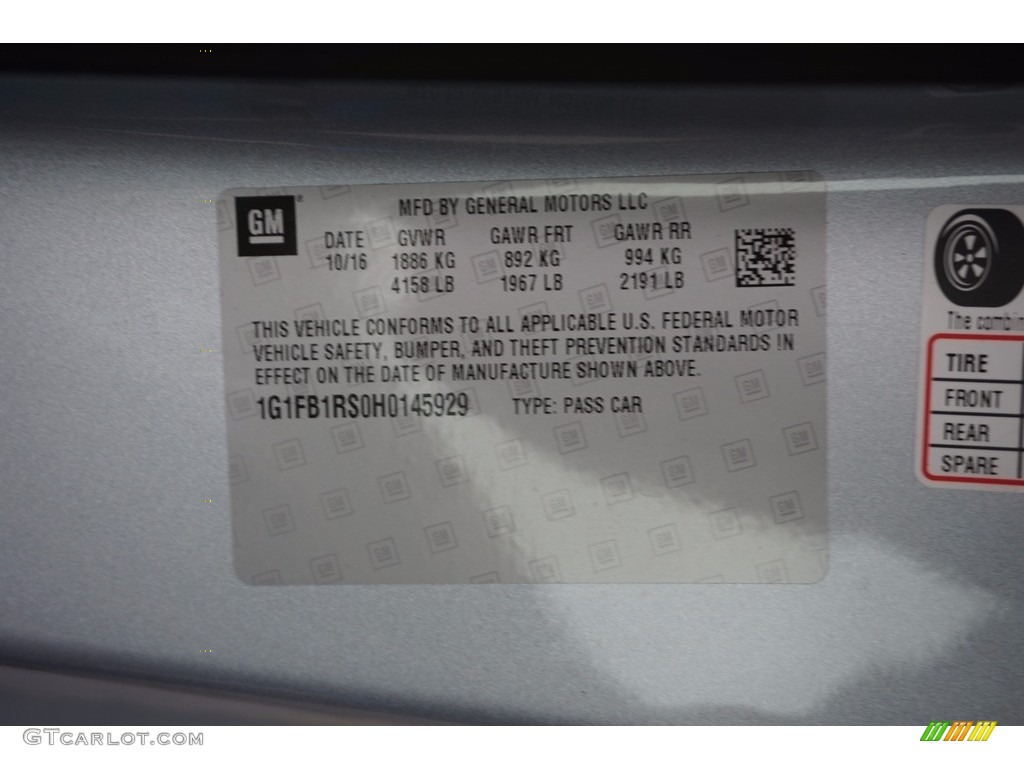 GM
MFD BY GENERAL MOTORS LLC
DATE GVWR GAWR FRT GAWR RR
10/16 1886 KG 892 KG 994 KG
4158 LB 1967 LB 2191 LB
THIS VEHICLE CONFORMS TO ALL APPLICABLE U.S. FEDERAL MOTOR
VEHICLE SAFETY, BUMPER, AND THEFT PREVENTION STANDARDS IN
EFFECT ON THE DATE OF MANUFACTURE SHOWN ABOVE.
1G1FB1RS0H0145929 TYPE: PASS CAR
The combin
TIRE
FRONT
REAR
SPARE
GTCARLOT.COM